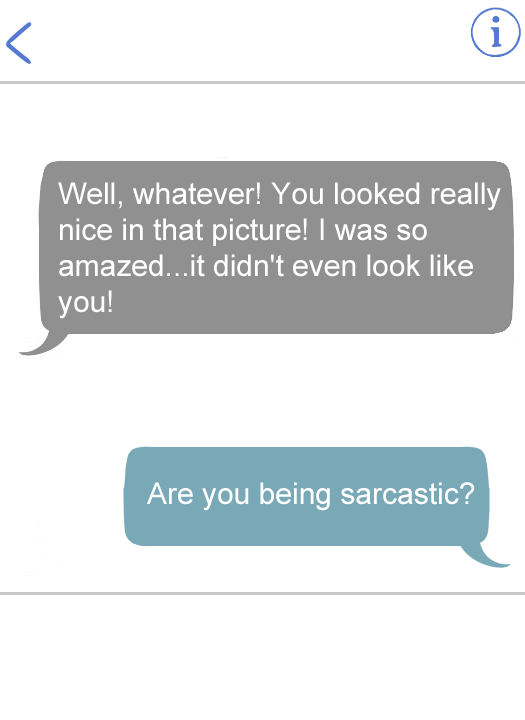 Well, whatever! You looked really
nice in that picture! I was so
amazed...it didn't even look like
you!
Are you being sarcastic?